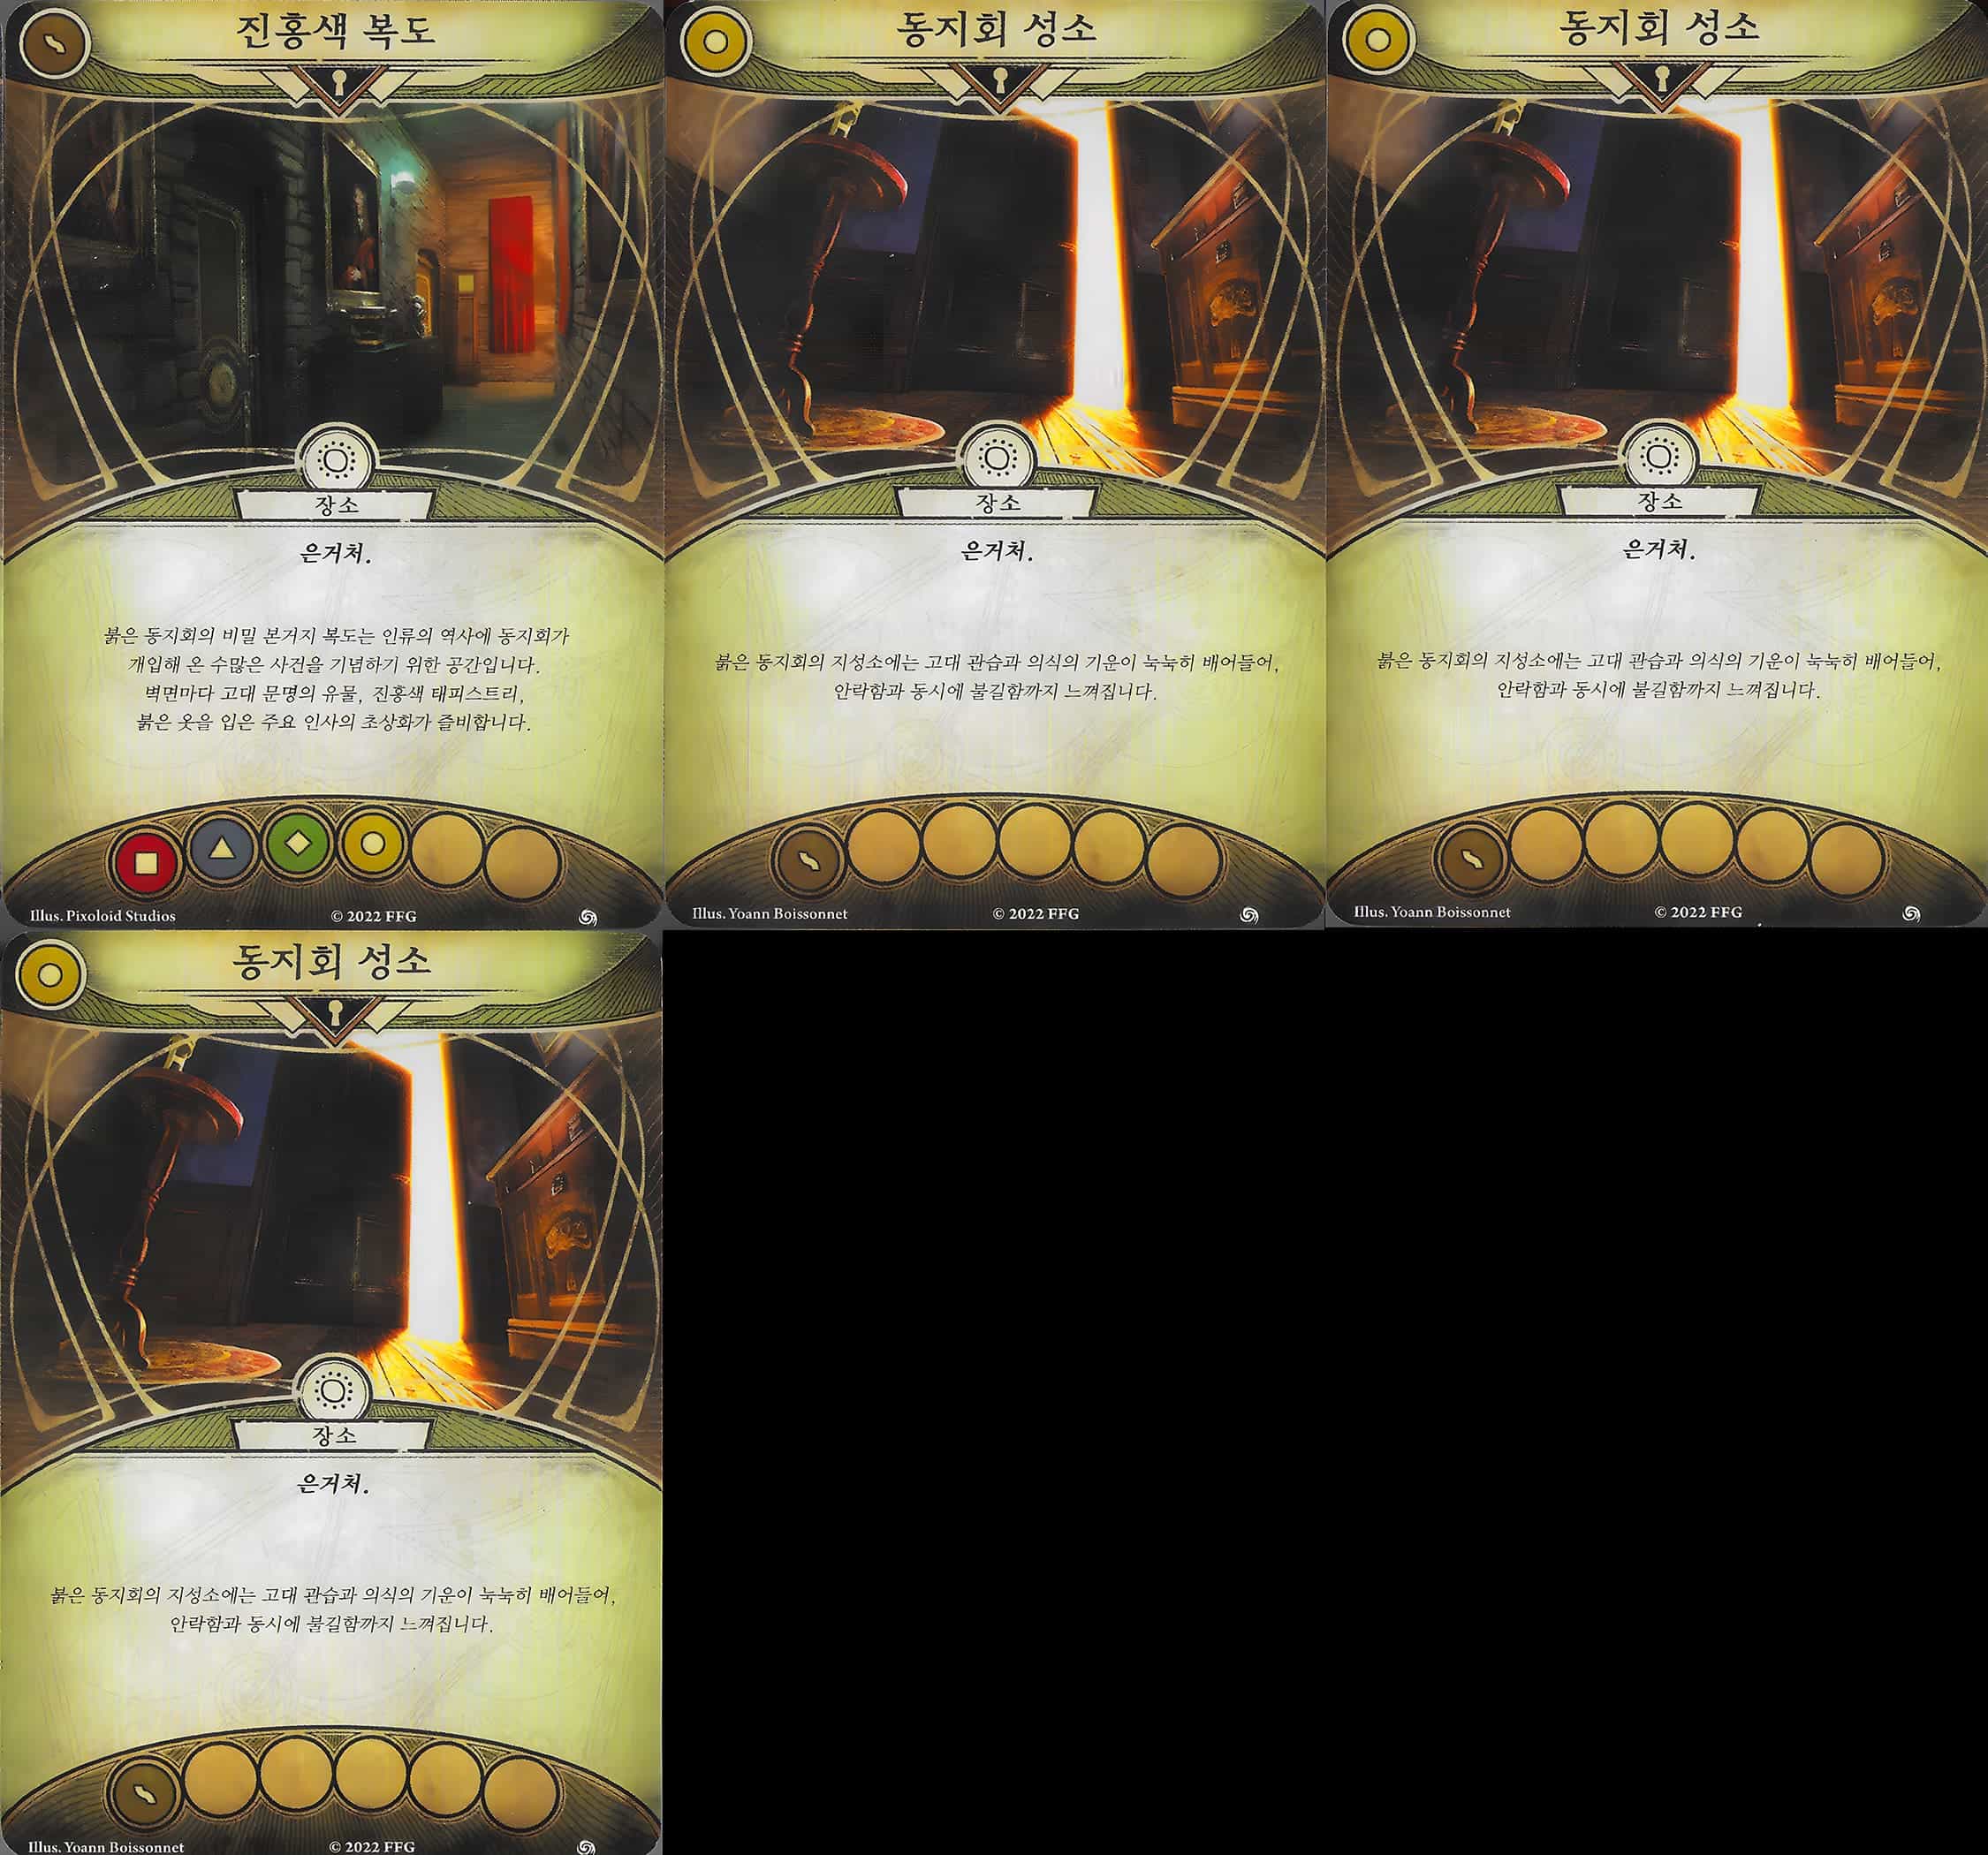 진홍색 복도
장소
은거처.
붉은 동지회의 비밀 본거지 복도는 인류의 역사에 동지회가
개입해 온 수많은 사건을 기념하기 위한 공간입니다.
벽면마다 고대 문명의 유물, 진홍색 태피스트리,
붉은 옷을 입은 주요 인사의 초상화가 즐비합니다.
Illus. Pixoloid Studios
© 2022 FFG
동지회 성소
장소
은거처.
붉은 동지회의 지성소에는 고대 관습과 의식의 기운이 눅눅히 배어들어,
안락함과 동시에 불길함까지 느껴집니다.
Illus. Yoann Boissonnet
© 2022 FFG
동지회 성소
장소
은거처.
붉은 동지회의 지성소에는 고대 관습과 의식의 기운이 눅눅히 배어들어,
안락함과 동시에 불길함까지 느껴집니다.
Illus. Yoann Boissonnet
© 2022 FFG
동지회 성소
장소
은거처.
붉은 동지회의 지성소에는 고대 관습과 의식의 기운이 눅눅히 배어들어,
안락함과 동시에 불길함까지 느껴집니다.
Illus. Yoann Boissonnet
© 2022 FFG